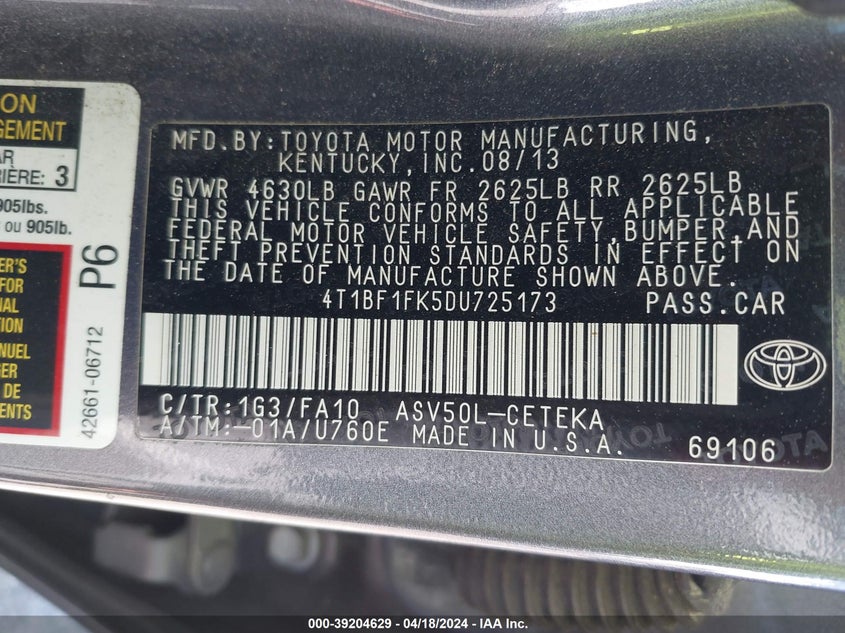 ON
GEMENT
AR
RIÈRE: 3
905lbs.
OU 905lb.
P6
42661-06712
ER'S
FOR
NAL
ION
NUEL
R
DE
MENTS
MFD.BY:TOYOTA MOTOR MANUFACTURING,
KENTUCKY,INC.08/13
GVWR 4630LB GAWR FR 2625LB RR 2625LB
THIS VEHICLE CONFORMS TO ALL APPLICABLE
FEDERAL MOTOR VEHICLE SAFETY,BUMPER,AND
THEFT PREVENTION STANDARDS IN EFFECT ON
THE DATE OF MANUFACTURE SHOWN ABOVE.
4T1BF1FK5DU725173 PASS.CAR
C/TR:1G3/FA10 ASV50L-CETEKA
A/TM:-01A/U760E MADE IN U.S.A.
69106
000-39204629 - 04/18/2024 - IAA Inc.